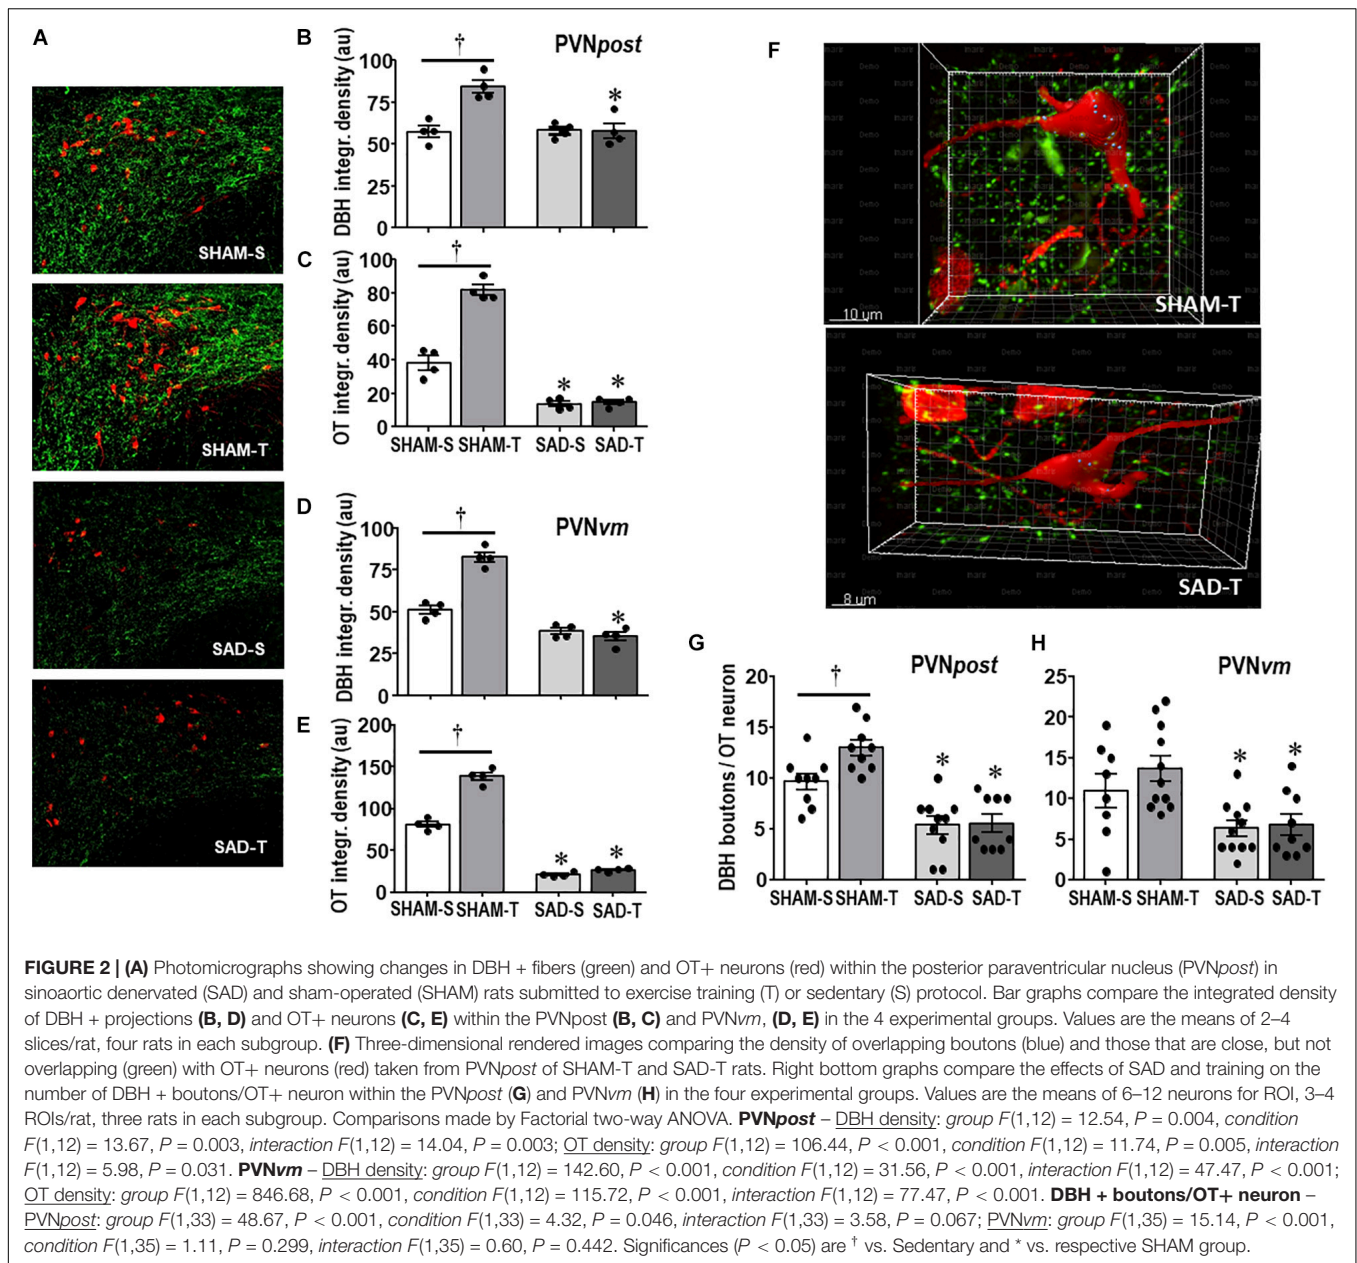 A
SHAM-S
SHAM-T
SAD-S
SAD-T
B
PVNpost
†
*
DBH integr. density (au)
100
75
50
25
0
C
†
* *
OT integr. density (au)
100
80
60
40
20
0
SHAM-S SHAM-T SAD-S SAD-T
D
PVNvm
†
*
DBH integr. density (au)
100
75
50
25
0
E
†
* *
OT integr. density (au)
200
150
100
50
0
SHAM-S SHAM-T SAD-S SAD-T
F
SHAM-T
10 um
SAD-T
8 um
G
PVNpost
†
* *
DBH boutons / OT neuron
20
15
10
5
0
SHAM-S SHAM-T SAD-S SAD-T
H
PVNvm
* *
25
20
15
10
5
0
SHAM-S SHAM-T SAD-S SAD-T
FIGURE 2 | (A) Photomicrographs showing changes in DBH + fibers (green) and OT+ neurons (red) within the posterior paraventricular nucleus (PVNpost) in
sinoaortic denervated (SAD) and sham-operated (SHAM) rats submitted to exercise training (T) or sedentary (S) protocol. Bar graphs compare the integrated density
of DBH + projections (B, D) and OT+ neurons (C, E) within the PVNpost (B, C) and PVNvm, (D, E) in the 4 experimental groups. Values are the means of 2–4
slices/rat, four rats in each subgroup. (F) Three-dimensional rendered images comparing the density of overlapping boutons (blue) and those that are close, but not
overlapping (green) with OT+ neurons (red) taken from PVNpost of SHAM-T and SAD-T rats. Right bottom graphs compare the effects of SAD and training on the
number of DBH + boutons/OT+ neuron within the PVNpost (G) and PVNvm (H) in the four experimental groups. Values are the means of 6–12 neurons for ROI, 3–4
ROIs/rat, three rats in each subgroup. Comparisons made by Factorial two-way ANOVA. PVNpost – DBH density: group F(1,12) = 12.54, P = 0.004, condition
F(1,12) = 13.67, P = 0.003, interaction F(1,12) = 14.04, P = 0.003; OT density: group F(1,12) = 106.44, P < 0.001, condition F(1,12) = 11.74, P = 0.005, interaction
F(1,12) = 5.98, P = 0.031. PVNvm – DBH density: group F(1,12) = 142.60, P < 0.001, condition F(1,12) = 31.56, P < 0.001, interaction F(1,12) = 47.47, P < 0.001;
OT density: group F(1,12) = 846.68, P < 0.001, condition F(1,12) = 115.72, P < 0.001, interaction F(1,12) = 77.47, P < 0.001. DBH + boutons/OT+ neuron –
PVNpost: group F(1,33) = 48.67, P < 0.001, condition F(1,33) = 4.32, P = 0.046, interaction F(1,33) = 3.58, P = 0.067; PVNvm: group F(1,35) = 15.14, P < 0.001,
condition F(1,35) = 1.11, P = 0.299, interaction F(1,35) = 0.60, P = 0.442. Significances (P < 0.05) are † vs. Sedentary and * vs. respective SHAM group.